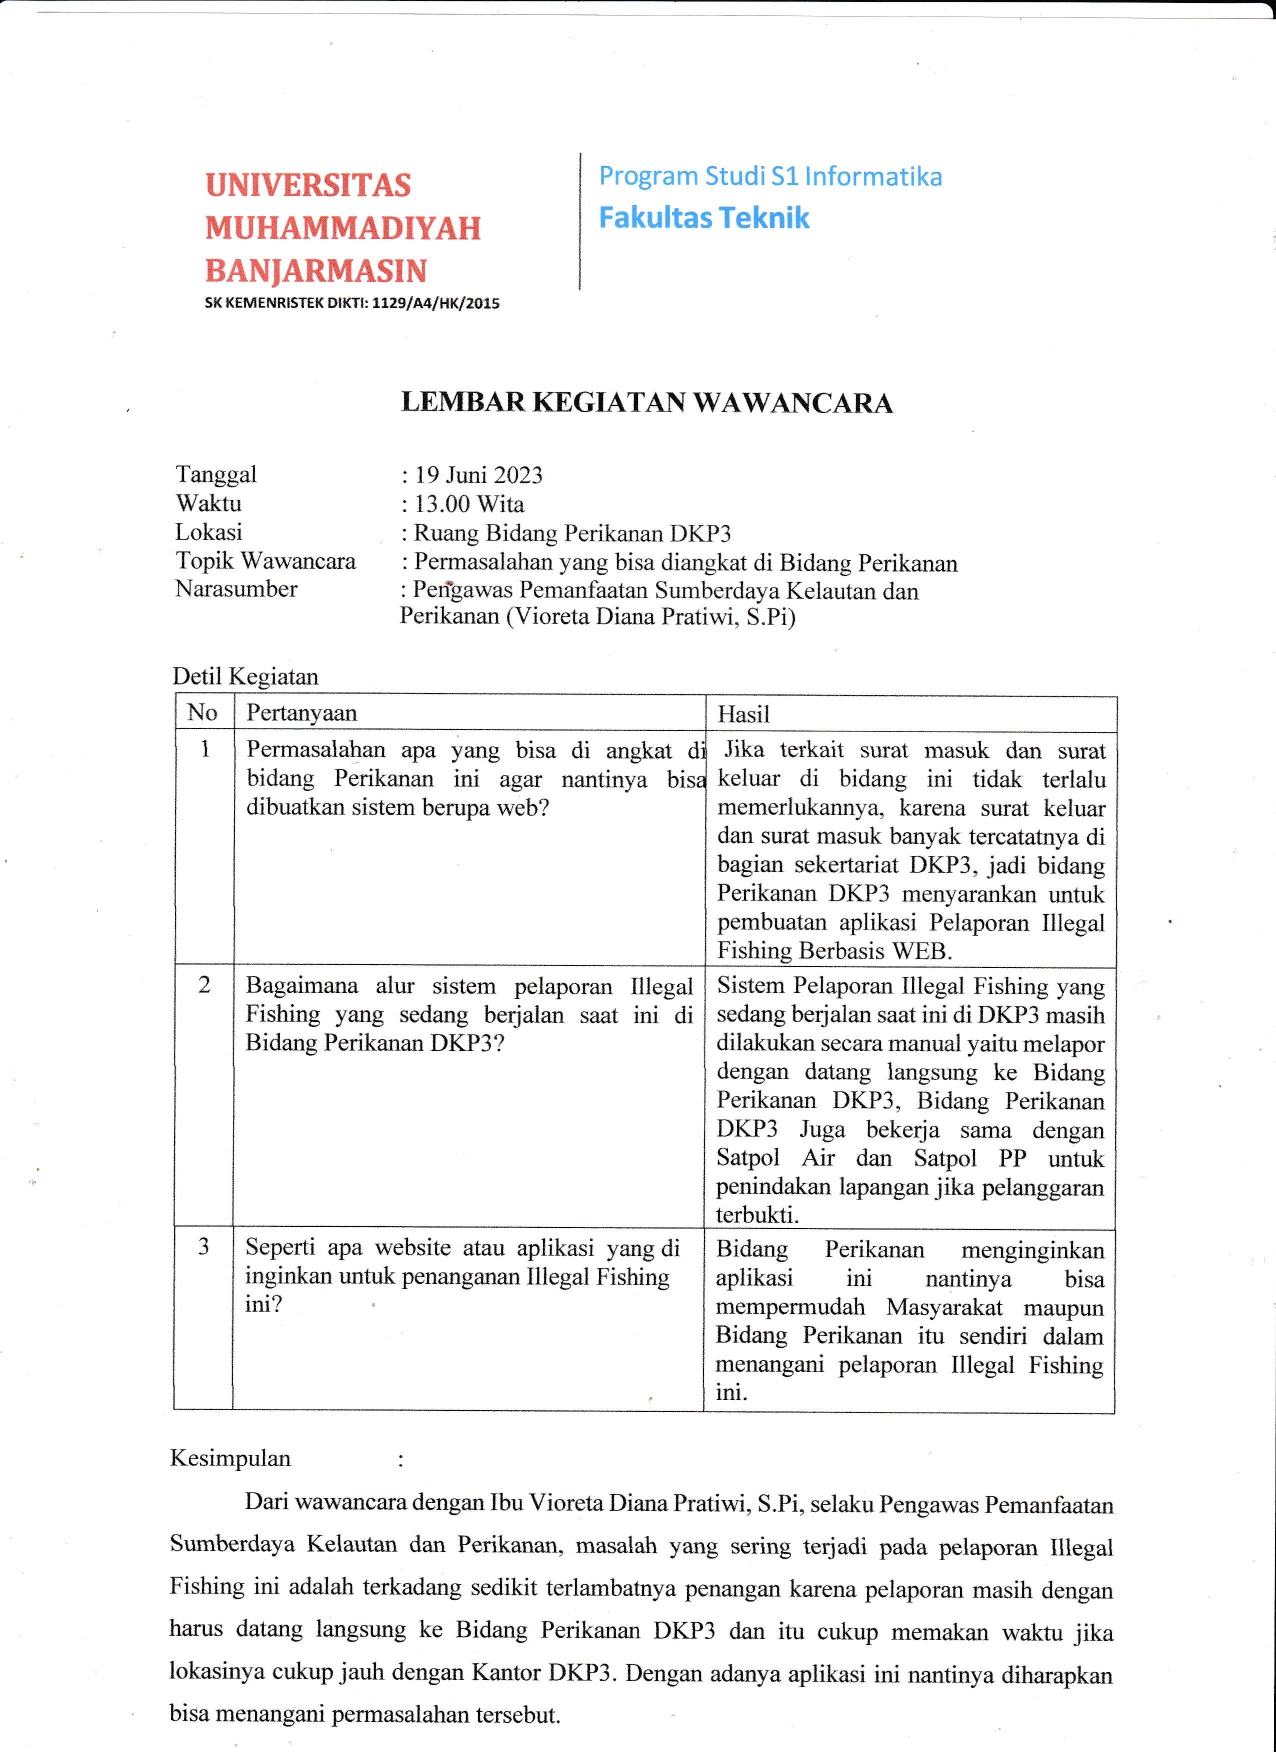 UNIVERSITAS
MUHAMMADIYAH
BANJARMASIN
SK KEMENRISTEK DIKTI: 1129/A4/HK/2015
Program Studi S1 Informatika
Fakultas Teknik
LEMBAR KEGIATAN WAWANCARA
Tanggal : 19 Juni 2023
Waktu : 13.00 Wita
Lokasi : Ruang Bidang Perikanan DKP3
Topik Wawancara : Permasalahan yang bisa diangkat di Bidang Perikanan
Narasumber : Pengawas Pemanfaatan Sumberdaya Kelautan dan
Perikanan (Vioreta Diana Pratiwi, S.Pi)
Detil Kegiatan
No Pertanyaan Hasil
1
Permasalahan apa yang bisa di angkat di
bidang Perikanan ini agar nantinya bisa
dibuatkan sistem berupa web?
Jika terkait surat masuk dan surat
keluar di bidang ini tidak terlalu
memerlukannya, karena surat keluar
dan surat masuk banyak tercatatnya di
bagian sekertariat DKP3, jadi bidang
Perikanan DKP3 menyarankan untuk
pembuatan aplikasi Pelaporan Illegal
Fishing Berbasis WEB.
2
Bagaimana alur sistem pelaporan Illegal
Fishing yang sedang berjalan saat ini di
Bidang Perikanan DKP3?
Sistem Pelaporan Illegal Fishing yang
sedang berjalan saat ini di DKP3 masih
dilakukan secara manual yaitu melapor
dengan datang langsung ke Bidang
Perikanan DKP3, Bidang Perikanan
DKP3 Juga bekerja sama dengan
Satpol Air dan Satpol PP untuk
penindakan lapangan jika pelanggaran
terbukti.
3
Seperti apa website atau aplikasi yang di
inginkan untuk penanganan Illegal Fishing
ini?
Bidang Perikanan menginginkan
aplikasi ini nantinya bisa
mempermudah Masyarakat maupun
Bidang Perikanan itu sendiri dalam
menangani pelaporan Illegal Fishing
ini.
Kesimpulan :
Dari wawancara dengan Ibu Vioreta Diana Pratiwi, S.Pi, selaku Pengawas Pemanfaatan
Sumberdaya Kelautan dan Perikanan, masalah yang sering terjadi pada pelaporan Illegal
Fishing ini adalah terkadang sedikit terlambatnya penangan karena pelaporan masih dengan
harus datang langsung ke Bidang Perikanan DKP3 dan itu cukup memakan waktu jika
lokasinya cukup jauh dengan Kantor DKP3. Dengan adanya aplikasi ini nantinya diharapkan
bisa menangani permasalahan tersebut.